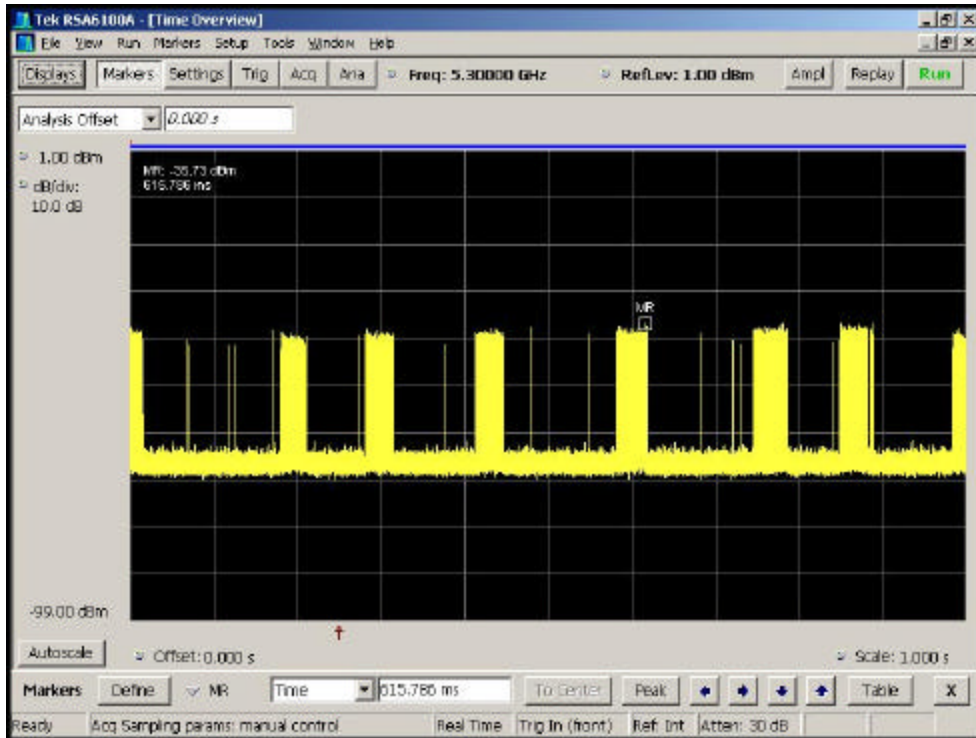 Tek RSA6100A - [Time Overview]
File View Run Markers Setup Tools Window Help
Displays Markers Settings Trig Acq Ana Freq: 5.30000 GHz RefLev: 1.00 dBm Ampl Replay Run
Analysis Offset 0.000 s
1.00 dBm
dB/div:
10.0 dB
MR: -35.73 dBm
615.786 ms
MR
-99.00 dBm
Autoscale Offset: 0.000 s Scale: 1.000 s
Markers Define MR Time 615.786 ms To Center Peak Table X
Ready Acq Sampling params: manual control Real Time Trig In (front) Ref: Int Atten: 30 dB